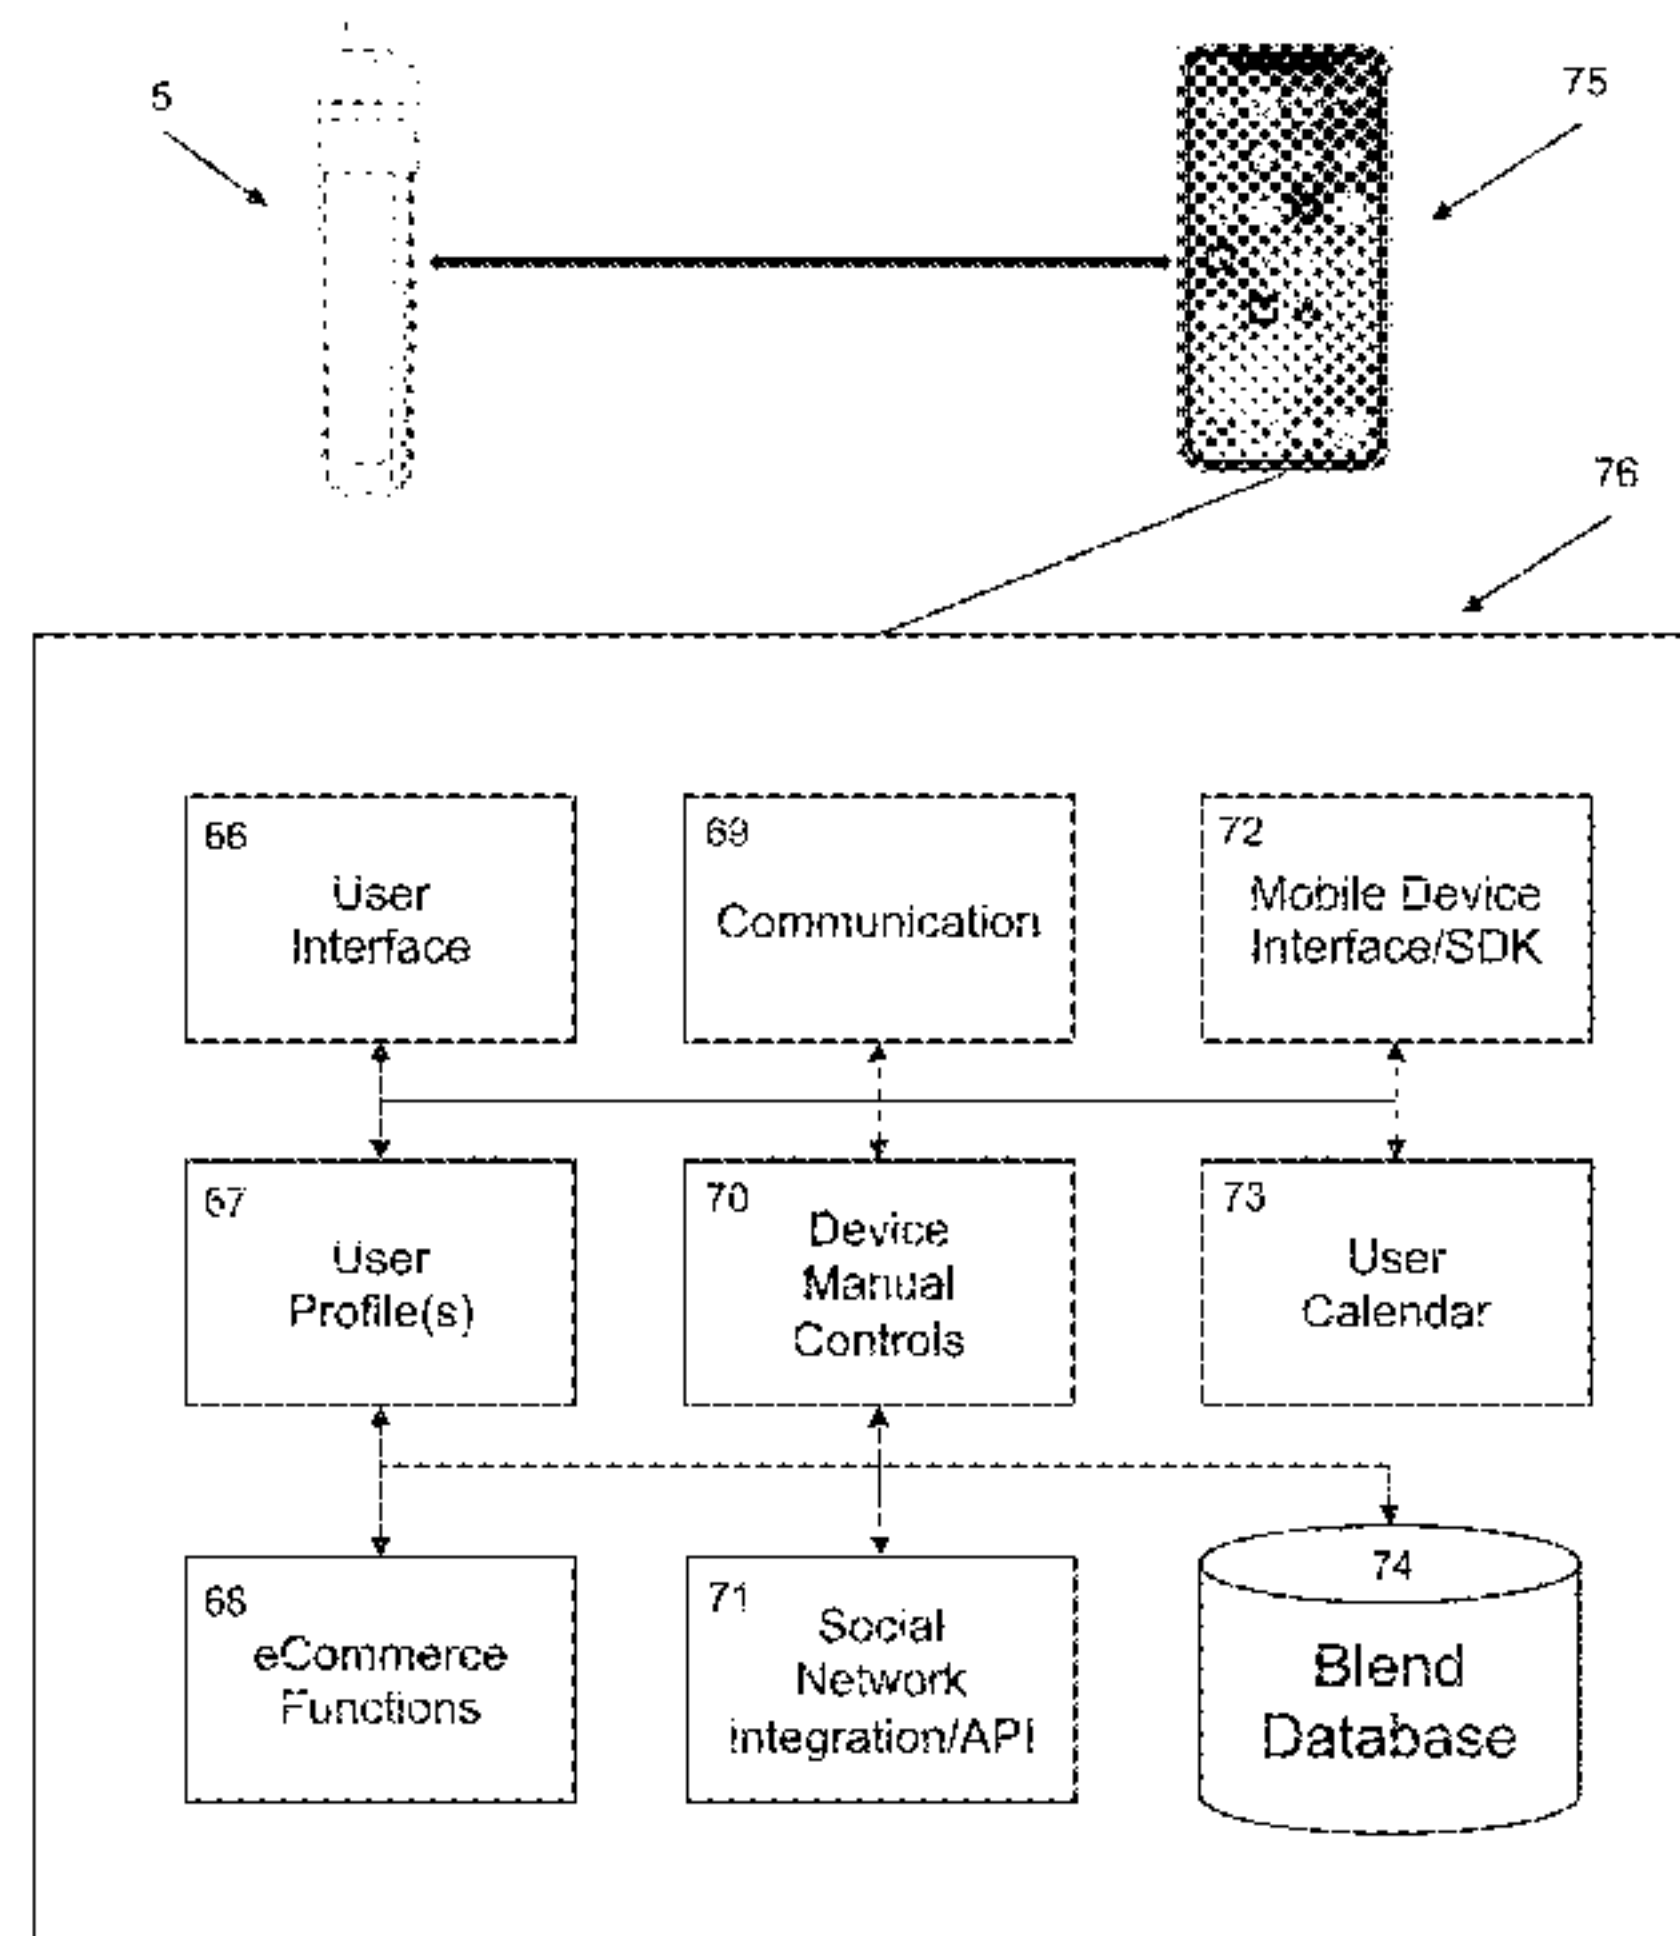 5
75
76
66
User
Interface
69
Communication
72
Mobile Device
Interface/SDK
67
User
Profile(s)
70
Device
Manual
Controls
73
User
Calendar
68
eCommerce
Functions
71
Social
Network
Integration/API
74
Blend
Database